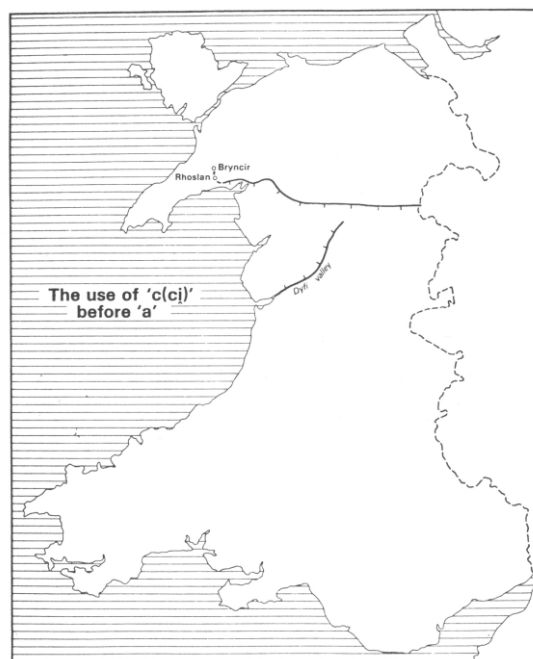 Bryncir
Rhoslan
Dyfi valley
The use of ‘c(ci̯)’
before ‘a’